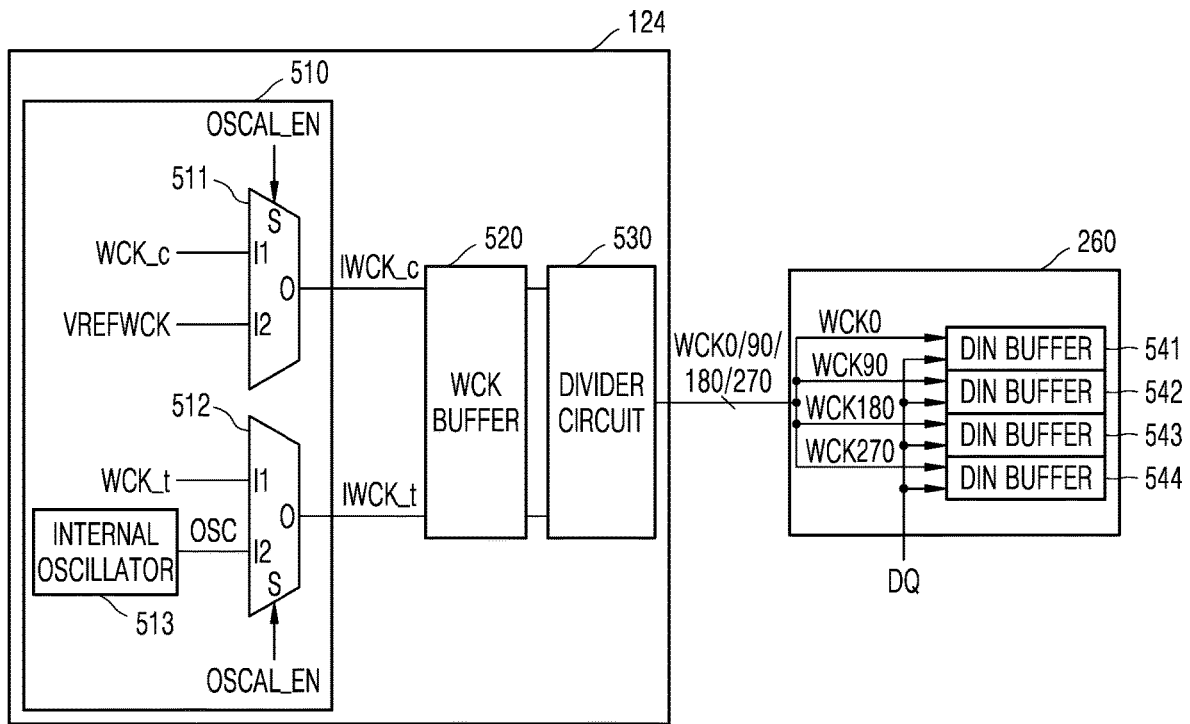 124
510
OSCAL_EN
511
S
WCK_c
I1
O
VREFWCK
I2
IWCK_c
520
530
WCK
BUFFER
DIVIDER
CIRCUIT
512
WCK_t
I1
O
IWCK_t
INTERNAL
OSCILLATOR
OSC
I2
S
513
OSCAL_EN
WCK0/90/
180/270
260
WCK0
DIN BUFFER
541
WCK90
DIN BUFFER
542
WCK180
DIN BUFFER
543
WCK270
DIN BUFFER
544
DQ